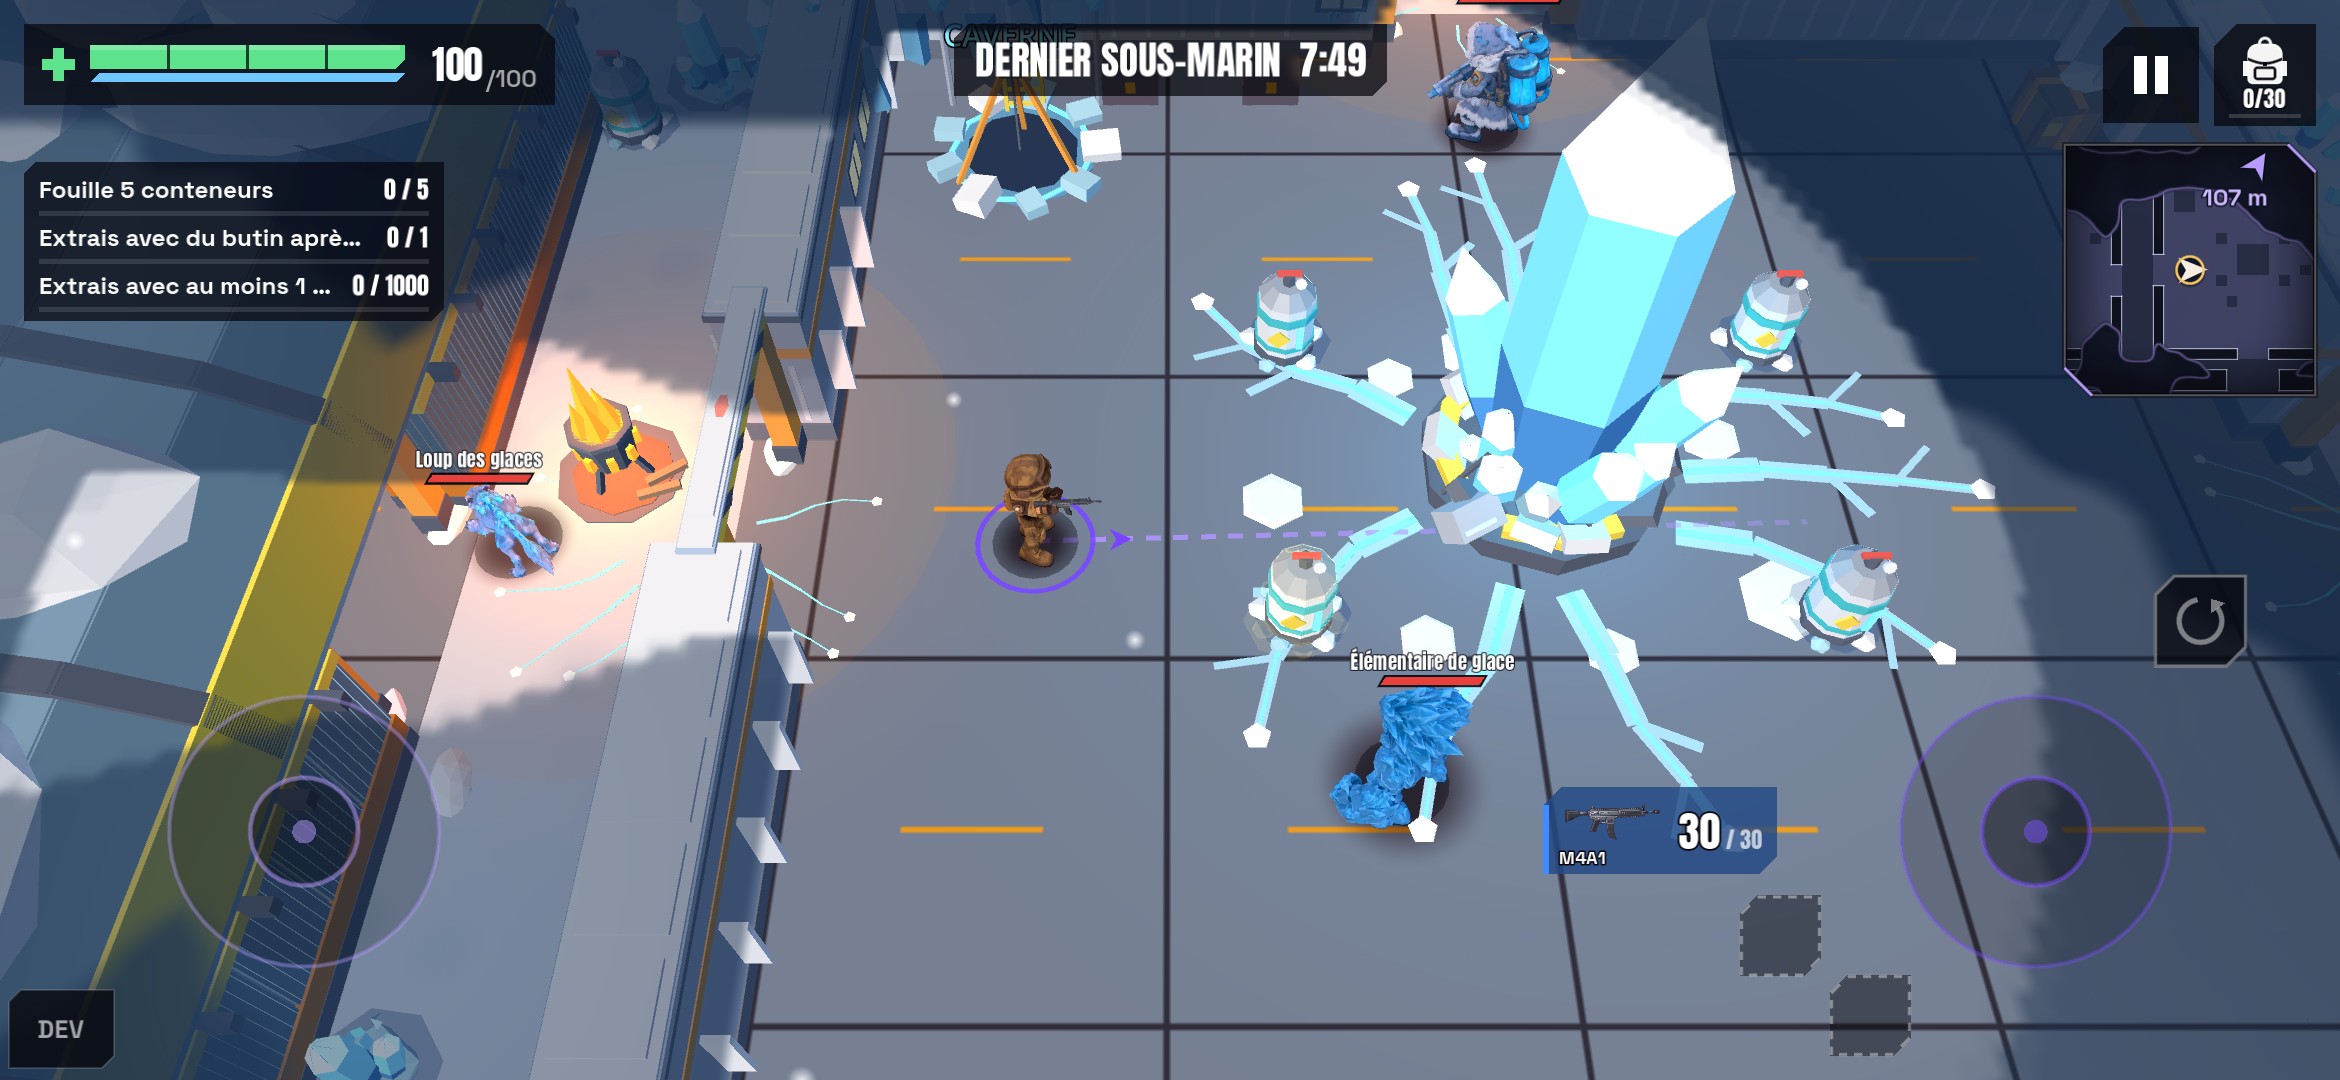 100/100
CAVERNE
DERNIER SOUS-MARIN 7:49
0/30
Fouille 5 conteneurs 0 / 5
Extrais avec du butin aprè... 0 / 1
Extrais avec au moins 1 ... 0 / 1000
107 m
Loup des glaces
Élémentaire de glace
M4A1 30 / 30
DEV